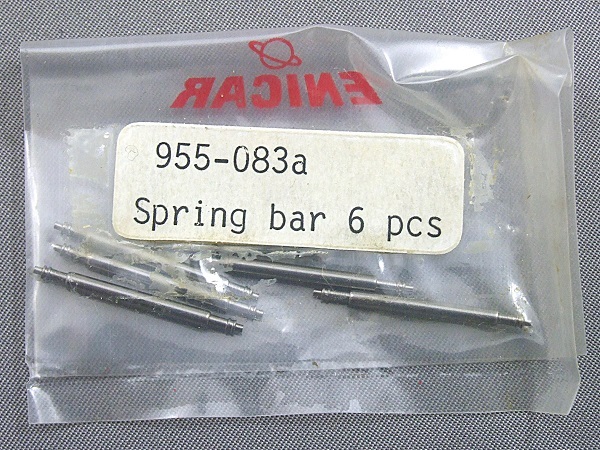 ENICAR
955-083a
Spring bar 6 pcs